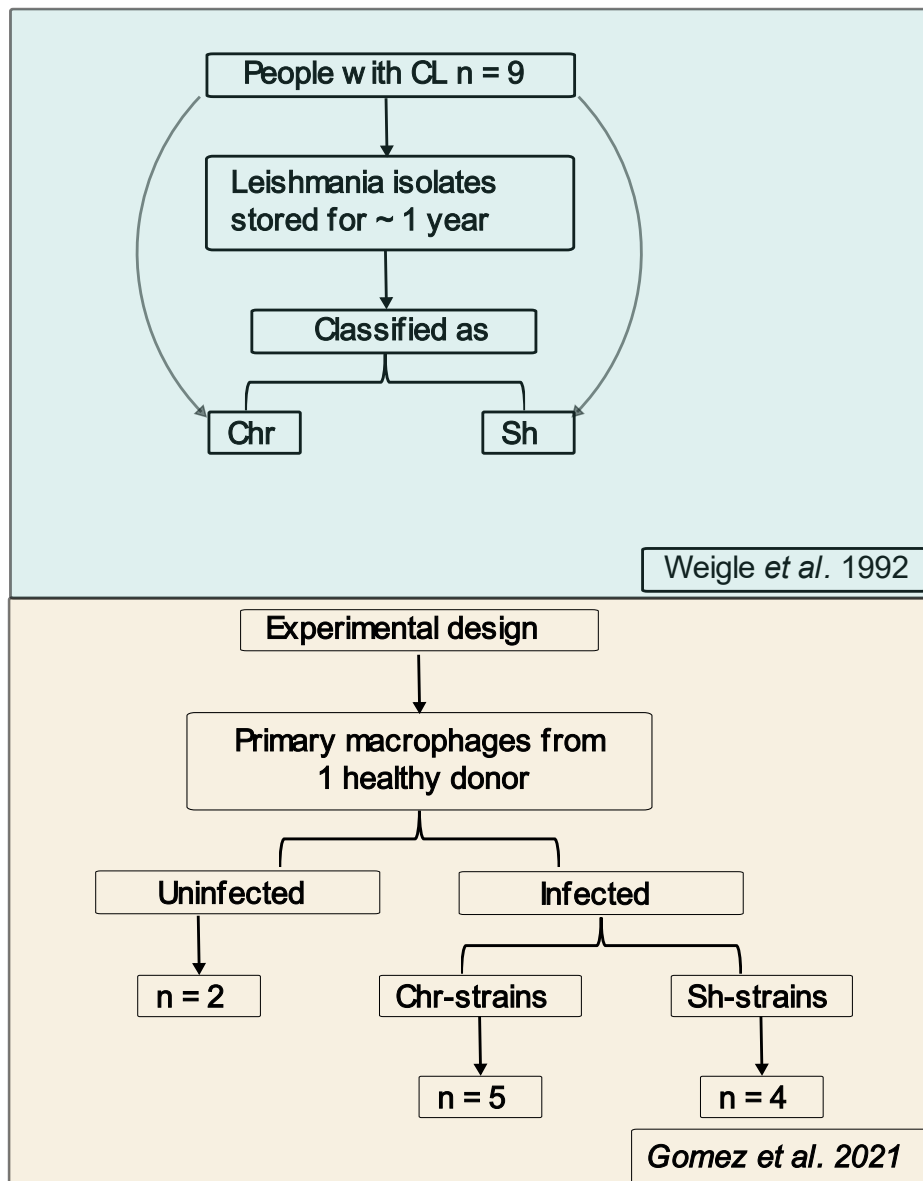 People with CL n = 9
Leishmania isolates
stored for ~ 1 year
Classified as
Chr
Sh
Weigle et al. 1992
Experimental design
Primary macrophages from
1 healthy donor
Uninfected
Infected
n = 2
Chr-strains
Sh-strains
n = 5
n = 4
Gomez et al. 2021